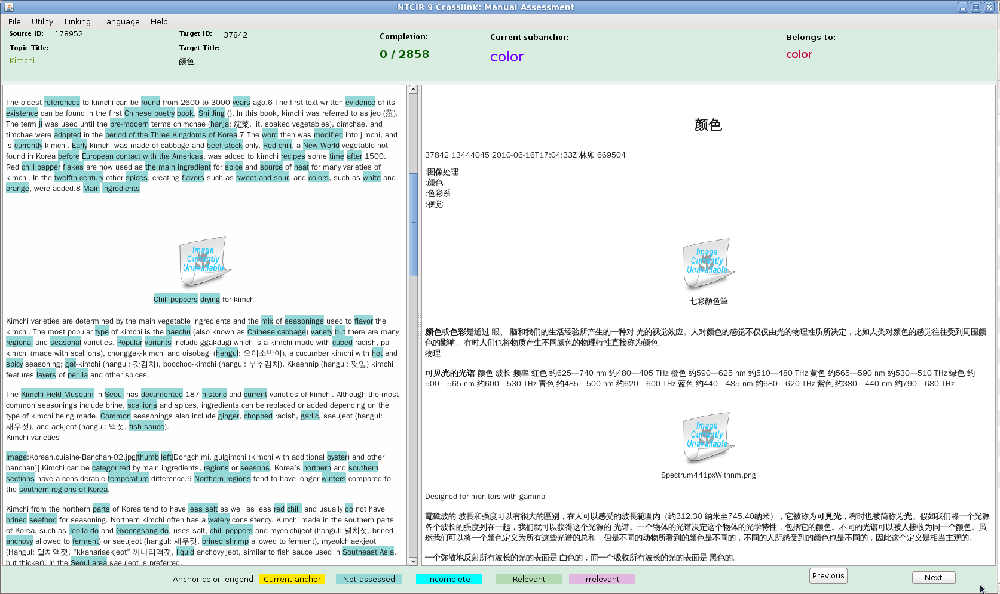 NTCIR 9 Crosslink: Manual Assessment
File Utility Linking Language Help
Source ID: 178952 Target ID: 37842 Completion: Current subanchor: Belongs to:
Topic Title: Target Title: 0 / 2858 color color
Kimchi 颜色
The oldest references to kimchi can be found from 2600 to 3000 years ago.6 The first text-written evidence of its
existence can be found in the first Chinese poetry book, Shi Jing (). In this book, kimchi was referred to as jeo (菹).
The term ji was used until the pre-modern terms chimchae (hanja: 沈菜, lit. soaked vegetables), dimchae, and
timchae were adopted in the period of the Three Kingdoms of Korea.7 The word then was modified into jimchi, and
is currently kimchi. Early kimchi was made of cabbage and beef stock only. Red chili, a New World vegetable not
found in Korea before European contact with the Americas, was added to kimchi recipes some time after 1500.
Red chili pepper flakes are now used as the main ingredient for spice and source of heat for many varieties of
kimchi. In the twelfth century other spices, creating flavors such as sweet and sour, and colors, such as white and
orange, were added.8 Main ingredients
Image
Currently
Unavailable
Chili peppers drying for kimchi
Kimchi varieties are determined by the main vegetable ingredients and the mix of seasonings used to flavor the
kimchi. The most popular type of kimchi is the baechu (also known as Chinese cabbage) variety but there are many
regional and seasonal varieties. Popular variants include ggakdugi which is a kimchi made with cubed radish, pa-
kimchi (made with scallions), chonggak-kimchi and oisobagi (hangul: 오이소박이), a cucumber kimchi with hot and
spicy seasoning; gat-kimchi (hangul: 갓김치), boochoo-kimchi (hangul: 부추김치), Kkaennip (hangul: 깻잎) kimchi
features layers of perilla and other spices.
The Kimchi Field Museum in Seoul has documented 187 historic and current varieties of kimchi. Although the most
common seasonings include brine, scallions and spices, ingredients can be replaced or added depending on the
type of kimchi being made. Common seasonings also include ginger, chopped radish, garlic, saeujeot (hangul:
새우젓), and aekjeot (hangul: 액젓, fish sauce).
Kimchi varieties
Image:Korean.cuisine-Banchan-02.jpg|thumb|left|Dongchimi, gulgimchi (kimchi with additional oyster) and other
banchan]] Kimchi can be categorized by main ingredients, regions or seasons. Korea's northern and southern
sections have a considerable temperature difference.9 Northern regions tend to have longer winters compared to
the southern regions of Korea.
Kimchi from the northern parts of Korea tend to have less salt as well as less red chilli and usually do not have
brined seafood for seasoning. Northern kimchi often has a watery consistency. Kimchi made in the southern parts
of Korea, such as Jeolla-do and Gyeongsang-do, uses salt, chili peppers and myeolchijeot (hangul: 멸치젓, brined
anchovy allowed to ferment) or saeujeot (hangul: 새우젓, brined shrimp allowed to ferment), myeolchiaekjeot
(Hangul: 멸치액젓, "kkanariaekjeot" 까나리액젓, liquid anchovy jeot, similar to fish sauce used in Southeast Asia,
but thicker). In the Seoul area saeujeot is preferred.
颜色
37842 13444045 2010-06-16T17:04:33Z 林卯 669504
:图像处理
:颜色
:色彩系
:视觉
Image
Currently
Unavailable
七彩顏色筆
颜色或色彩是通过 眼、 脑和我们的生活经验所产生的一种对 光的视觉效应。人对颜色的感觉不仅仅由光的物理性质所决定，比如人类对颜色的感觉往往受到周围颜
色的影响。有时人们也将物质产生不同颜色的物理特性直接称为颜色。
物理
可见光的光谱 颜色 波长 频率 红色 约625—740 nm 约480—405 THz 橙色 约590—625 nm 约510—480 THz 黄色 约565—590 nm 约530—510 THz 绿色 约
500—565 nm 约600—530 THz 青色 约485—500 nm 约620—600 THz 蓝色 约440—485 nm 约680—620 THz 紫色 约380—440 nm 约790—680 THz
Image
Currently
Unavailable
Spectrum441pxWithnm.png
Designed for monitors with gamma
電磁波的 波長和强度可以有很大的區别，在人可以感受的波長範圍内（约312.30 纳米至745.40纳米），它被称为可見光，有时也被简称为光。假如我们将一个光源
各个波长的强度列在一起，我们就可以获得这个光源的 光谱。一个物体的光谱决定这个物体的光学特性，包括它的颜色。不同的光谱可以被人接收为同一个颜色。虽
然我们可以将一个颜色定义为所有这些光谱的总和，但是不同的动物所看到的颜色是不同的，不同的人所感受到的颜色也是不同的，因此这个定义是相当主观的。
一个弥散地反射所有波长的光的表面是 白色的，而一个吸收所有波长的光的表面是 黑色的。
Anchor color lengend: Current anchor Not assessed Incomplete Relevant Irrelevant Previous Next